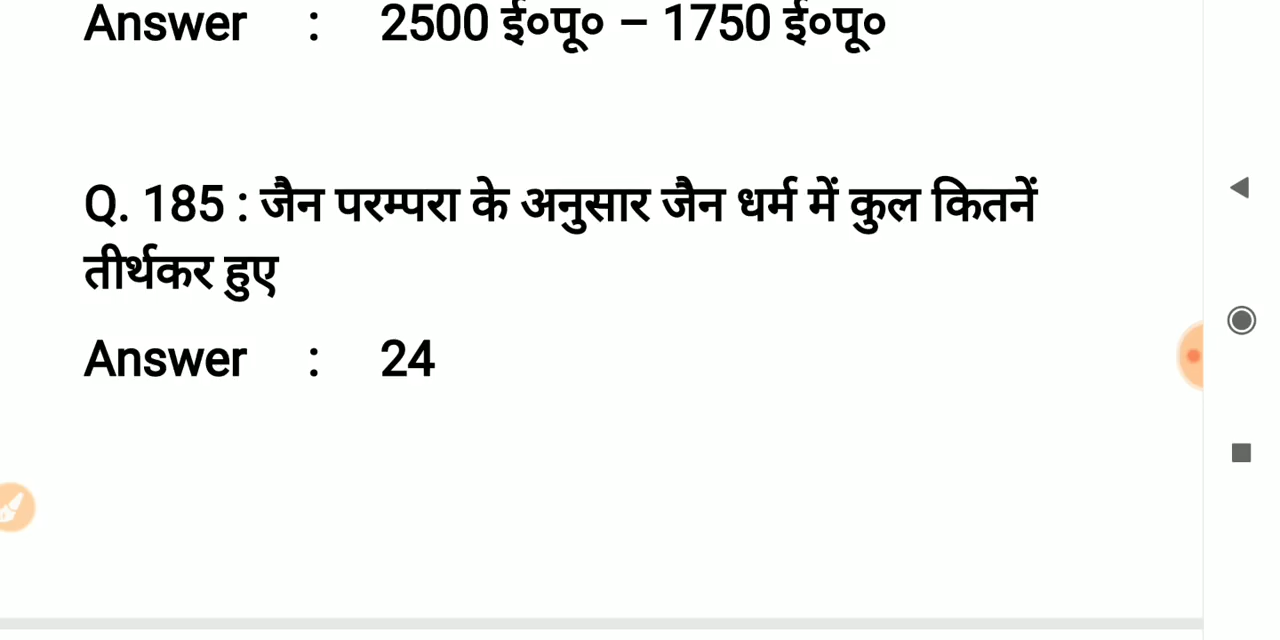 Answer : 2500 ई०पू० – 1750 ई०पू०
Q. 185 : जैन परम्परा के अनुसार जैन धर्म में कुल कितनें
तीर्थकर हुए
Answer : 24